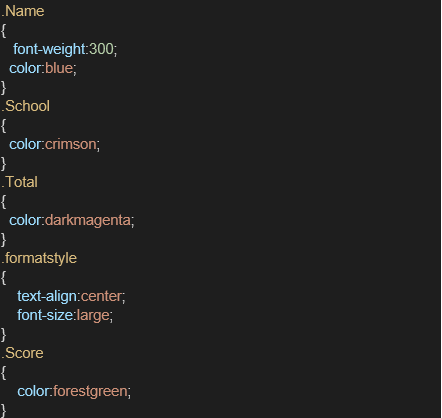 .Name
{
   font-weight:300;
  color:blue;
}
.School
{
  color:crimson;
}
.Total
{
  color:darkmagenta;
}
.formatstyle
{
    text-align:center;
    font-size:large;
}
.Score
{
    color:forestgreen;
}